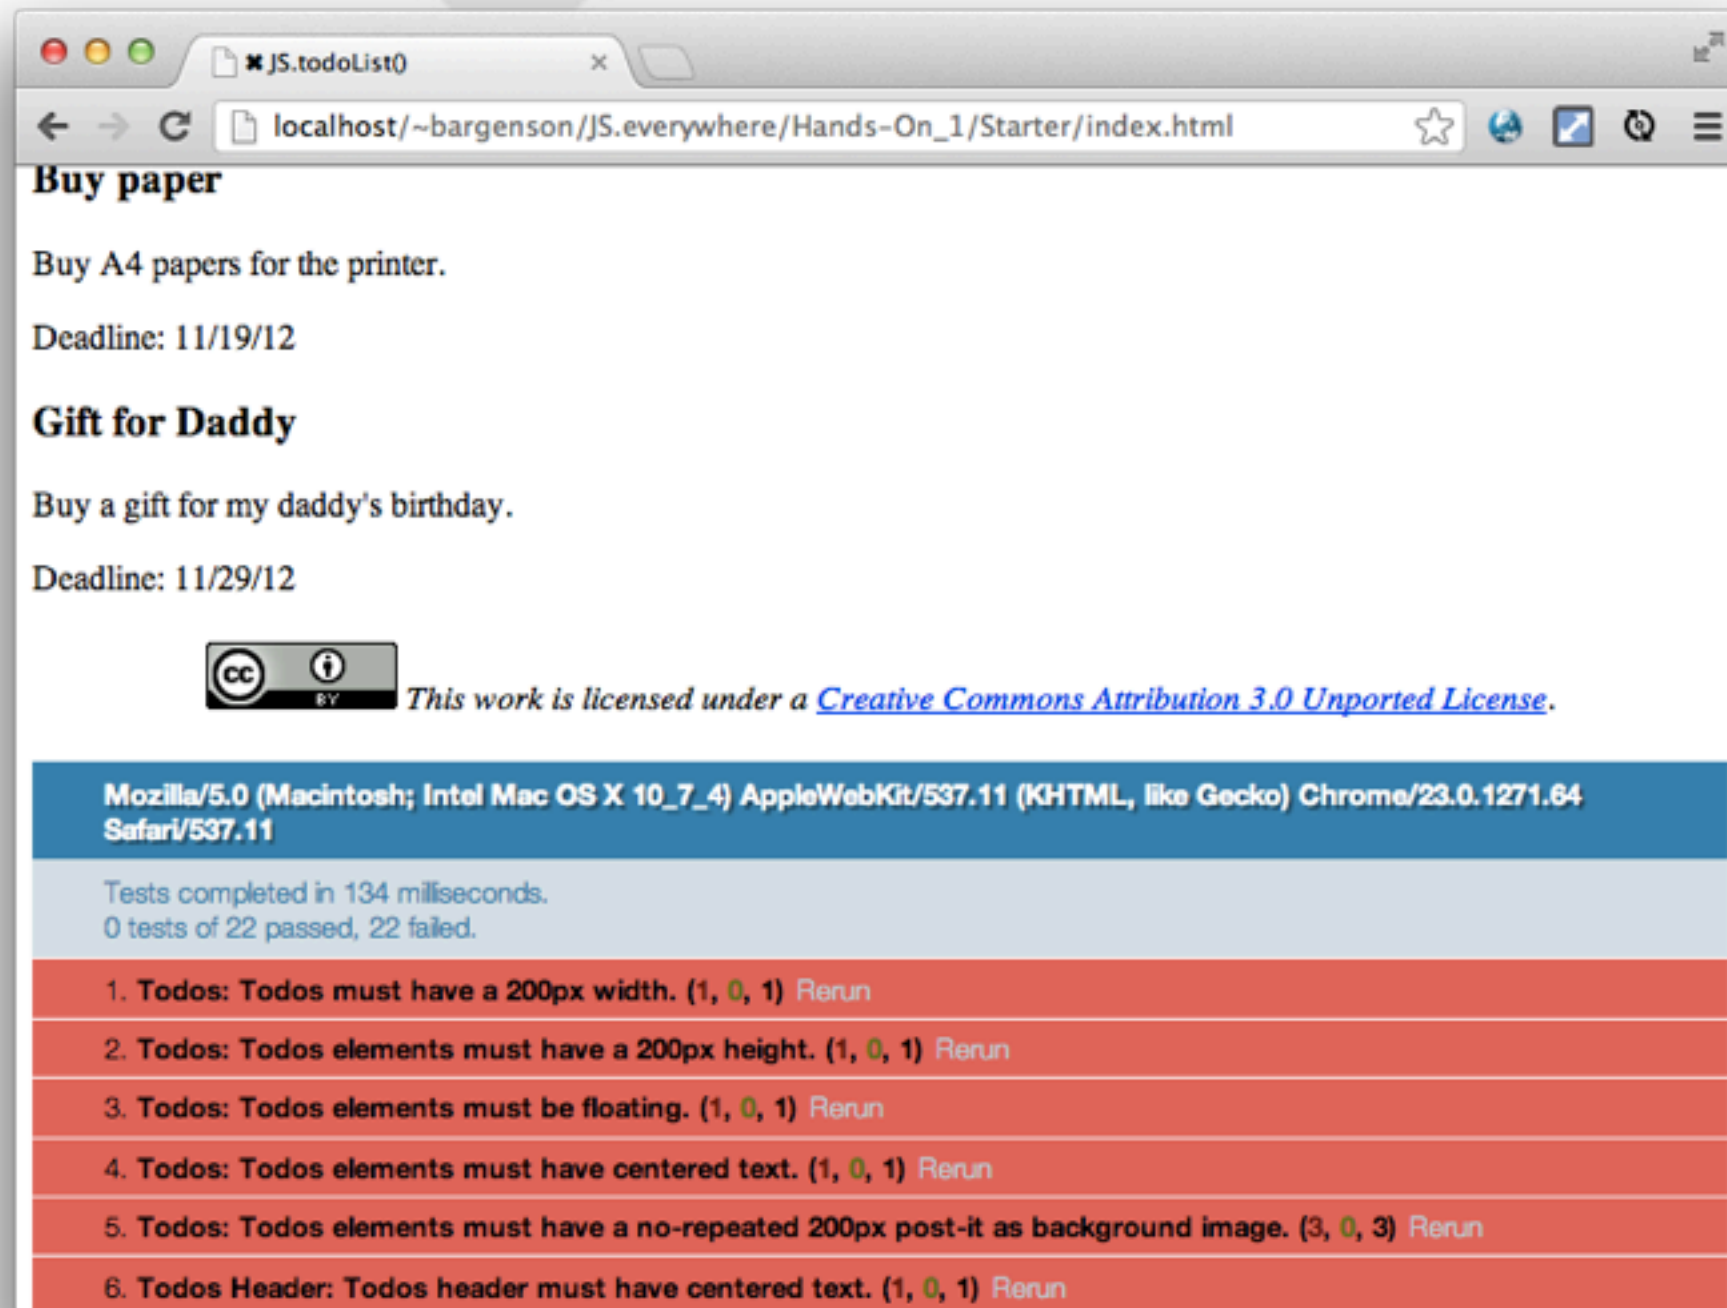 ✖ JS.todoList()
localhost/~bargenson/JS.everywhere/Hands-On_1/Starter/index.html
Buy paper
Buy A4 papers for the printer.
Deadline: 11/19/12
Gift for Daddy
Buy a gift for my daddy's birthday.
Deadline: 11/29/12
cc BY This work is licensed under a Creative Commons Attribution 3.0 Unported License.
Mozilla/5.0 (Macintosh; Intel Mac OS X 10_7_4) AppleWebKit/537.11 (KHTML, like Gecko) Chrome/23.0.1271.64
Safari/537.11
Tests completed in 134 milliseconds.
0 tests of 22 passed, 22 failed.
1. Todos: Todos must have a 200px width. (1, 0, 1) Rerun
2. Todos: Todos elements must have a 200px height. (1, 0, 1) Rerun
3. Todos: Todos elements must be floating. (1, 0, 1) Rerun
4. Todos: Todos elements must have centered text. (1, 0, 1) Rerun
5. Todos: Todos elements must have a no-repeated 200px post-it as background image. (3, 0, 3) Rerun
6. Todos Header: Todos header must have centered text. (1, 0, 1) Rerun